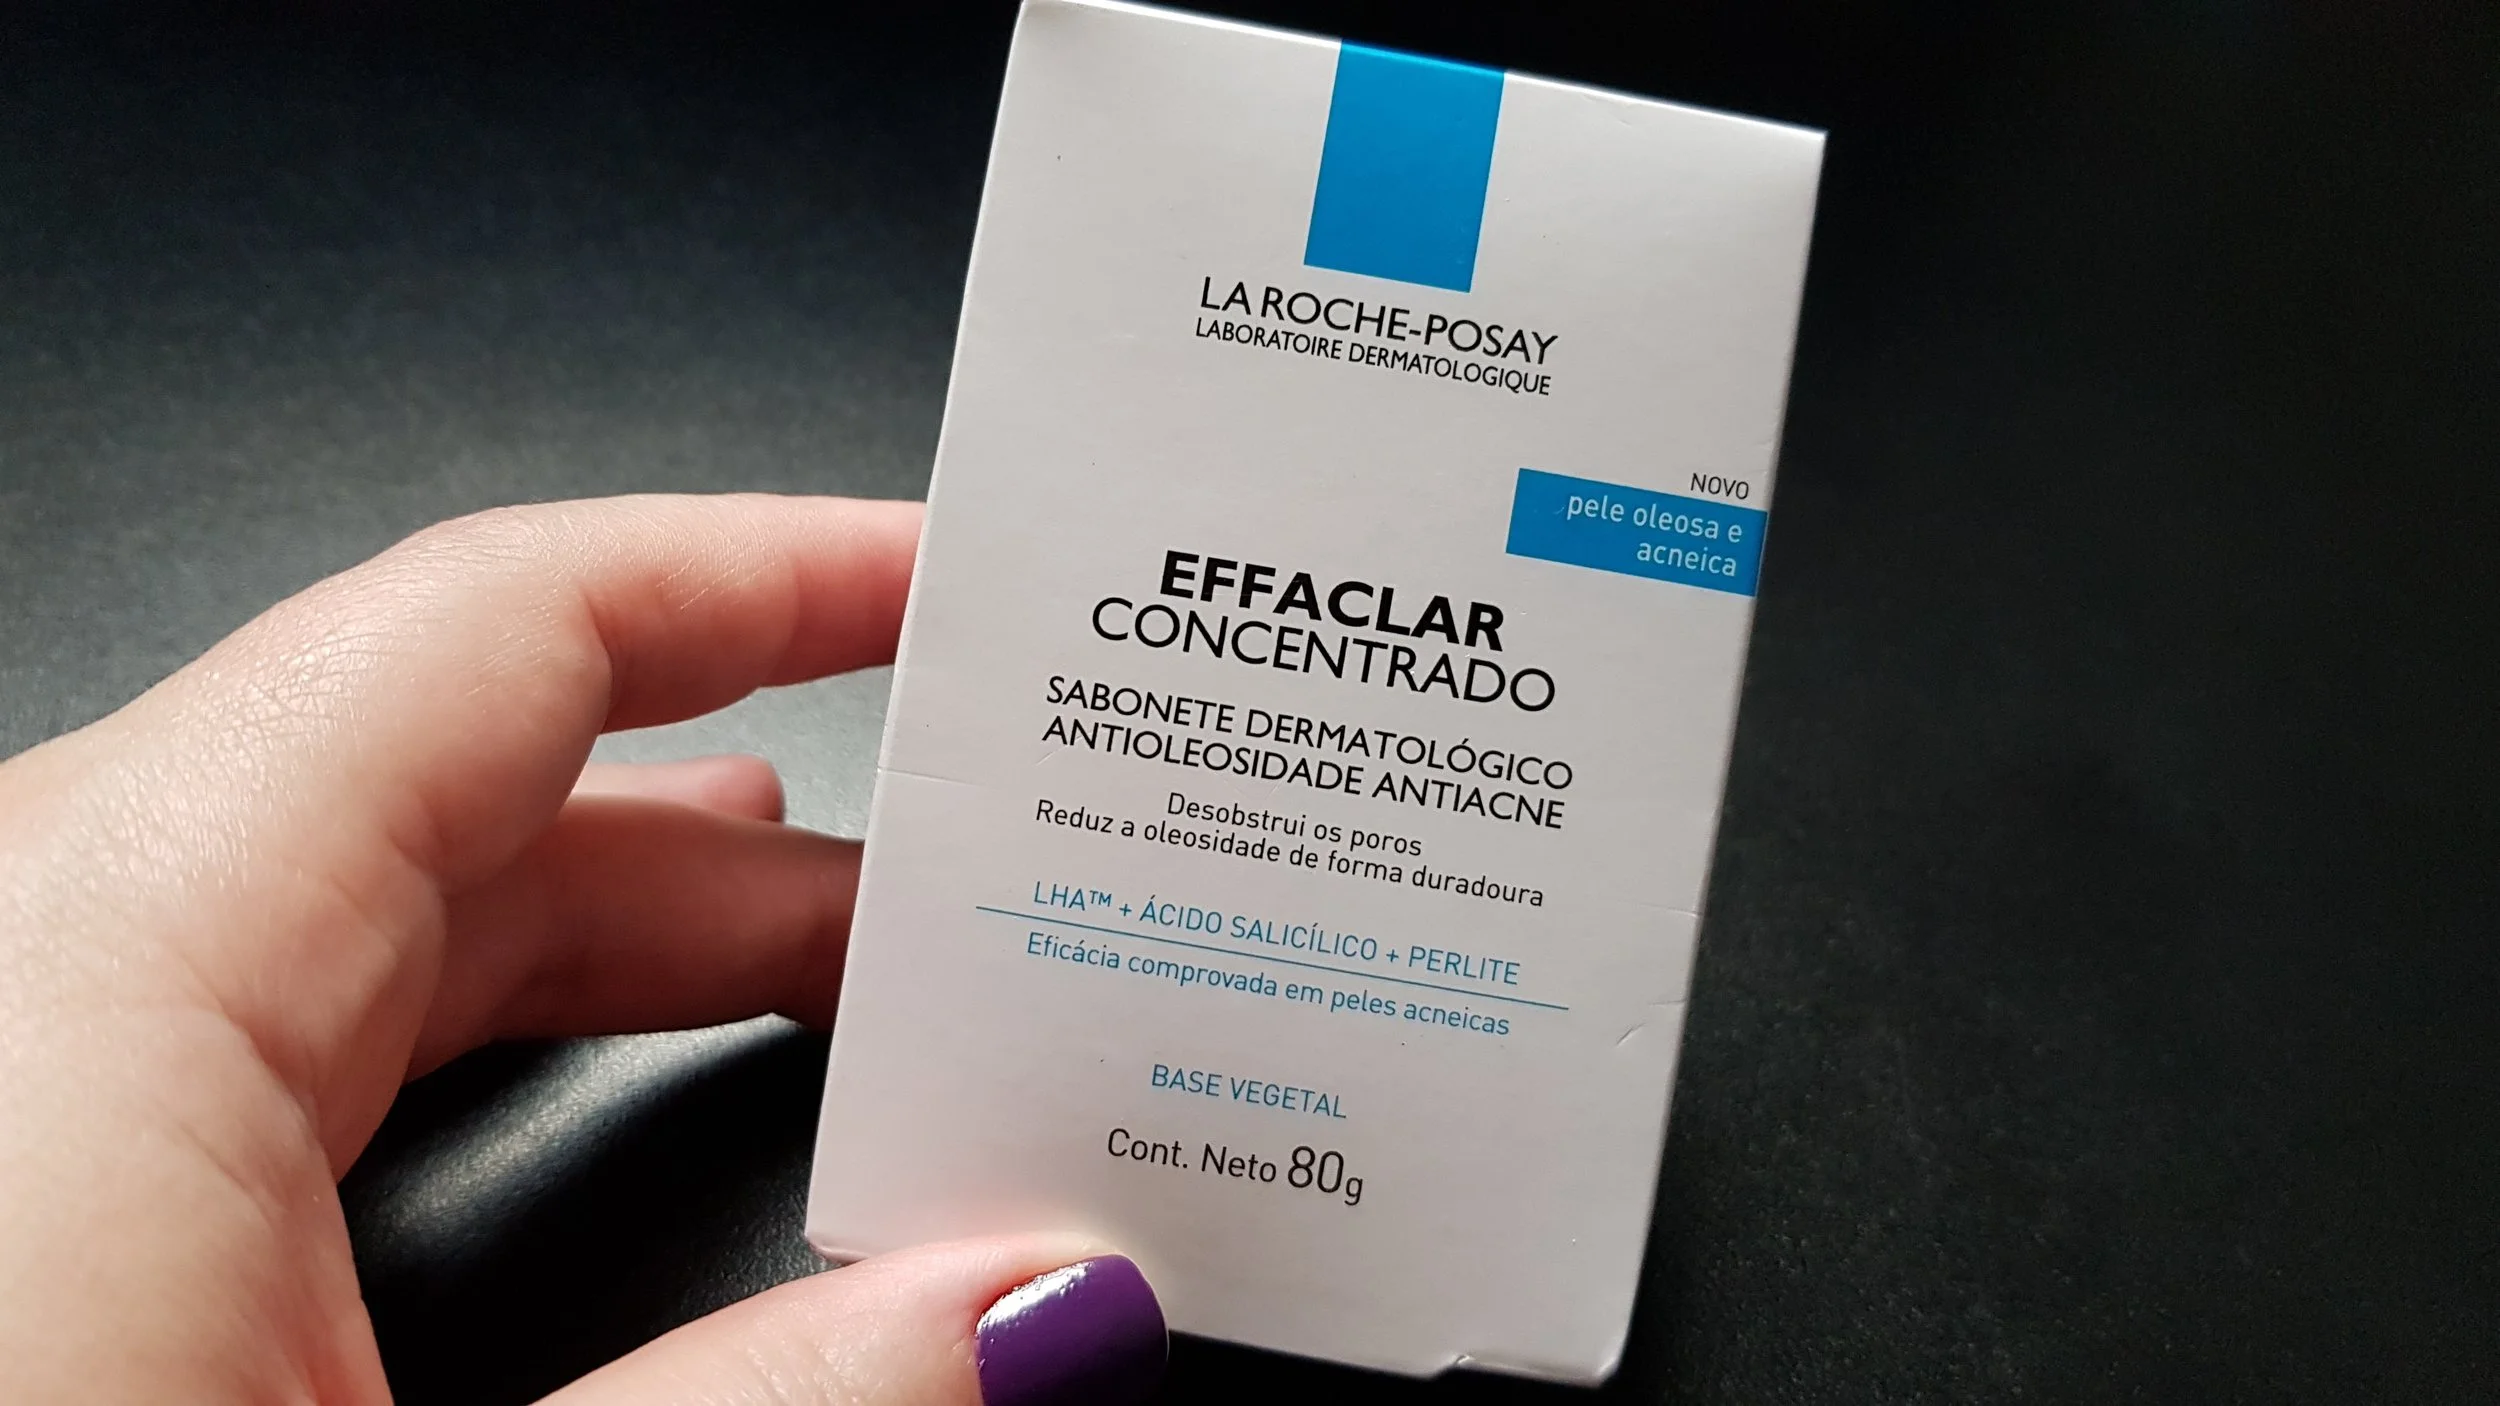 LA ROCHE-POSAY
LABORATOIRE DERMATOLOGIQUE
NOVO
pele oleosa e
acneica
EFFACLAR
CONCENTRADO
SABONETE DERMATOLÓGICO
ANTIOLEOSIDADE ANTIACNE
Desobstrui os poros
Reduz a oleosidade de forma duradoura
LHA™ + ÁCIDO SALICÍLICO + PERLITE
Eficácia comprovada em peles acneicas
BASE VEGETAL
Cont. Neto 80g